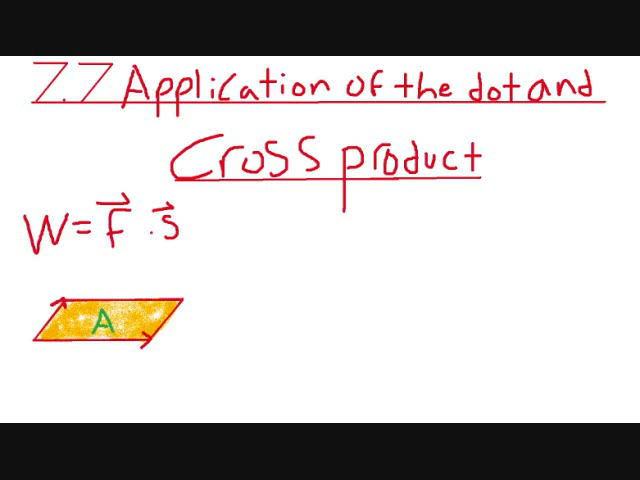 7.7 Application of the dot and
Cross product
W = f⃗ · s⃗
A